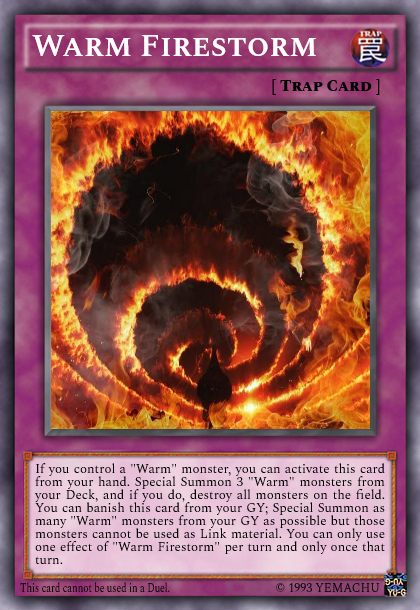 WARM FIRESTORM
TRAP
罠
[ TRAP CARD ]
If you control a "Warm" monster, you can activate this card
from your hand. Special Summon 3 "Warm" monsters from
your Deck, and if you do, destroy all monsters on the field.
You can banish this card from your GY; Special Summon as
many "Warm" monsters from your GY as possible but those
monsters cannot be used as Link material. You can only use
one effect of "Warm Firestorm" per turn and only once that
turn.
This card cannot be used in a Duel.
© 1993 YEMACHU